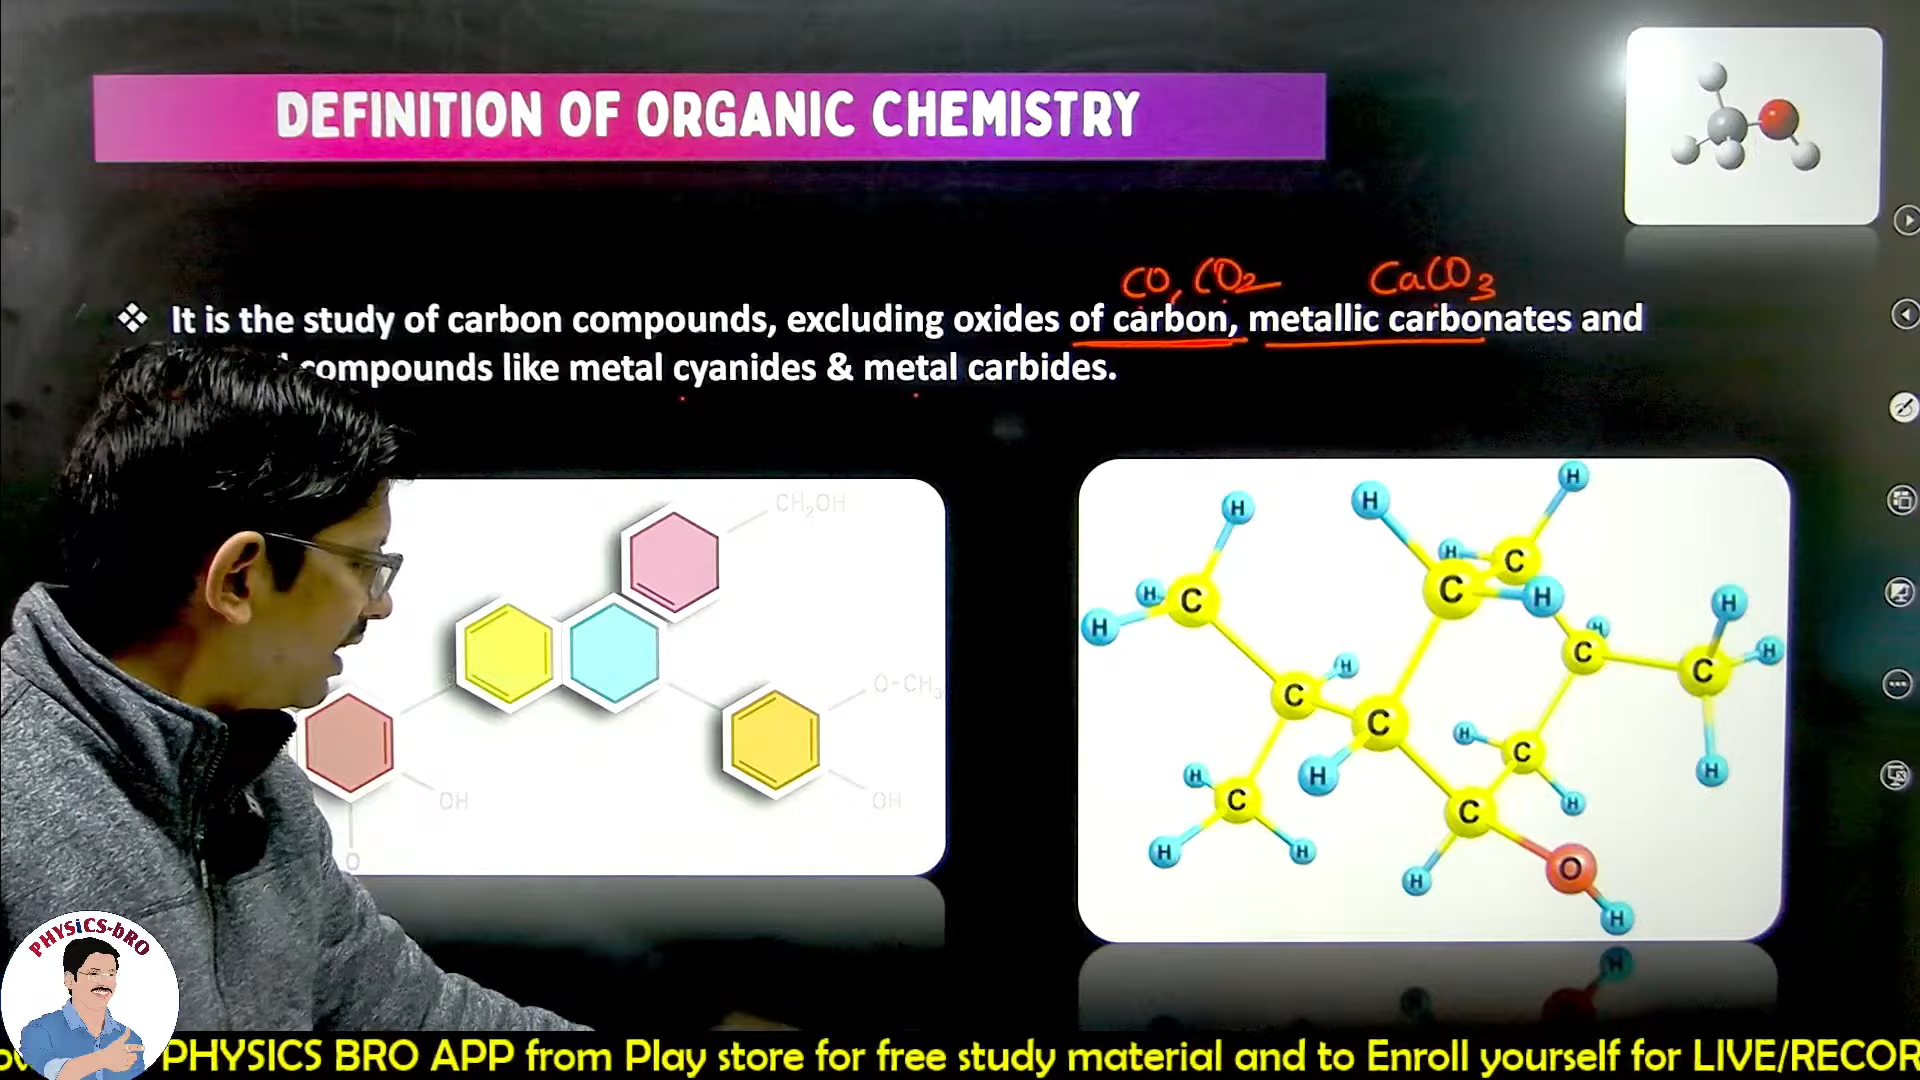 DEFINITION OF ORGANIC CHEMISTRY
CO, CO2 CaCO3
❖ It is the study of carbon compounds, excluding oxides of carbon, metallic carbonates and
compounds like metal cyanides & metal carbides.
CH2OH
O-CH3
OH
OH
O
H H H
H C
H C C H
H
H H
C H
H C H
C C
H C
H H
C H
H C
H H
H O
H
H
PHYSiCS-bRO
PHYSICS BRO APP from Play store for free study material and to Enroll yourself for LIVE/RECOR